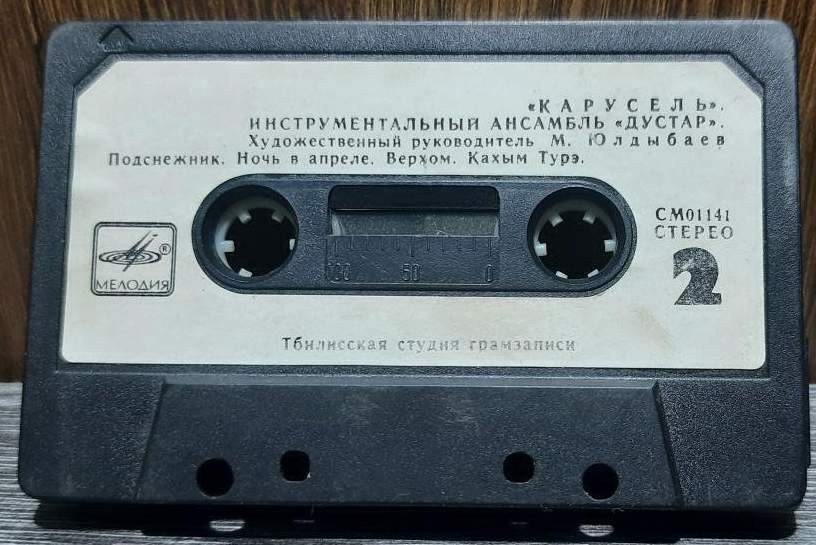 «КАРУСЕЛЬ».
ИНСТРУМЕНТАЛЬНЫЙ АНСАМБЛЬ «ДУСТАР».
Художественный руководитель М. Юлдыбаев
Подснежник. Ночь в апреле. Верхом. Кахым Турэ.
СМ01141
СТЕРЕО
2
® МЕЛОДИЯ
100 50 0
Тбилисская студия грамзаписи